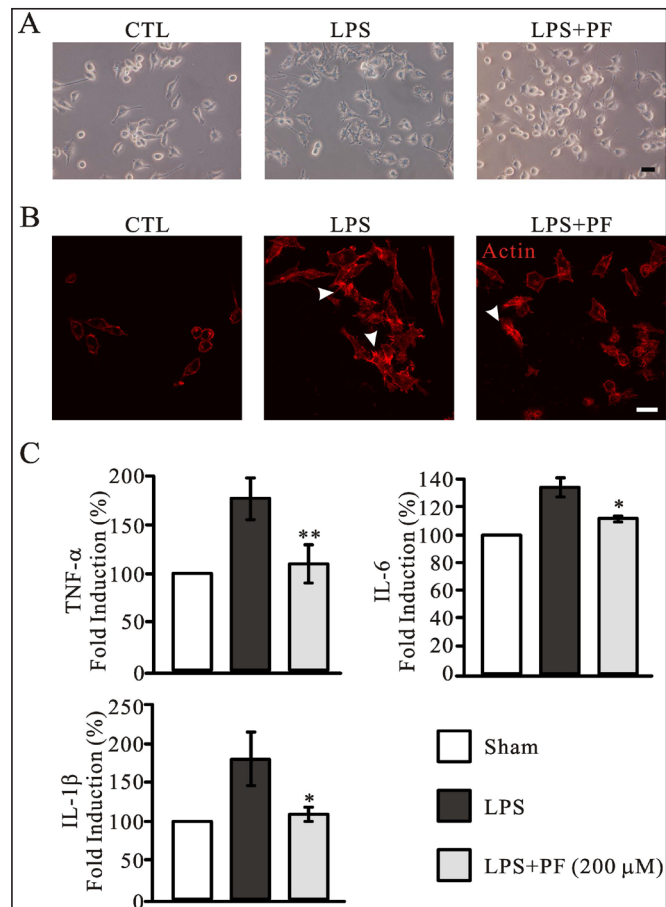 A
CTL
LPS
LPS+PF
B
CTL
LPS
LPS+PF
Actin
C
TNF-α
Fold Induction (%)
200
150
100
50
0
**
IL-6
Fold Induction (%)
140
120
100
80
60
40
20
0
*
IL-1β
Fold Induction (%)
250
200
150
100
50
0
*
Sham
LPS
LPS+PF (200 μM)